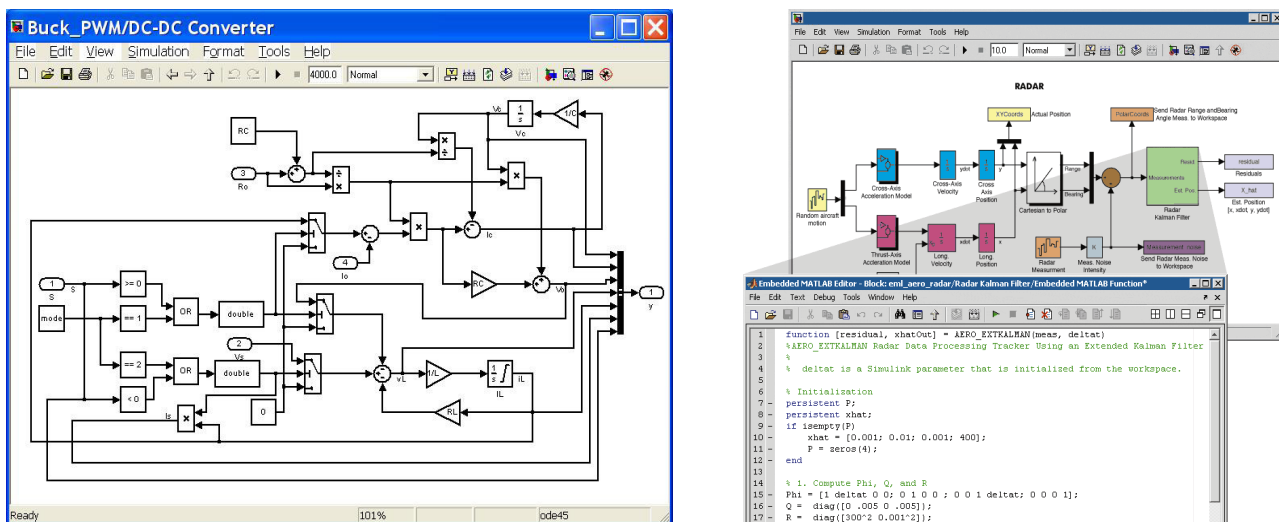 Buck_PWM/DC-DC Converter
File Edit View Simulation Format Tools Help
4000.0 Normal
Vc 1/s 1/C
Vc
RC
3
Ro
× ÷
× ÷
×
×
Ic
4
Io
RC
Vo
1
S
S
>= 0
mode
== 1
OR
double
2
Vs
== 2
OR
double
< 0
Is
×
0
vL
1/L
1/s
IL
iL
RL
1
y
Ready 101% ode45
File Edit View Simulation Format Tools Help
10.0 Normal
RADAR
XYCoords Actual Position
PolarCoords Send Radar Range and Bearing
Angle Meas. to Workspace
Random aircraft
motion
Cross-Axis
Acceleration Model
1/s
Cross-Axis
Velocity
ydot
1/s
Cross
Axis
Position
y
Range
Bearing
Cartesian to Polar
Measurements
Resid
Est. Pos.
Radar
Kalman Filter
residual
Residuals
X_hat
Est. Position
[x, xdot, y, ydot]
Thrust-Axis
Accleration Model
1/s
Long.
Velocity
xdot
1/s
Long.
Position
x
Radar
Measurment
K
Meas. Noise
Intensity
Measurement noise
Send Radar Meas. Noise
to Workspace
Embedded MATLAB Editor - Block: eml_aero_radar/Radar Kalman Filter/Embedded MATLAB Function*
File Edit Text Debug Tools Window Help
1 function [residual, xhatOut] = AERO_EXTKALMAN(meas, deltat)
2 %AERO_EXTKALMAN Radar Data Processing Tracker Using an Extended Kalman Filter
3 %
4 % deltat is a Simulink parameter that is initialized from the workspace.
5
6 % Initialization
7 - persistent P;
8 - persistent xhat;
9 - if isempty(P)
10 - xhat = [0.001; 0.01; 0.001; 400];
11 - P = zeros(4);
12 - end
13
14 % 1. Compute Phi, Q, and R
15 - Phi = [1 deltat 0 0; 0 1 0 0 ; 0 0 1 deltat; 0 0 0 1];
16 - Q = diag([0 .005 0 .005]);
17 - R = diag([300^2 0.001^2]);